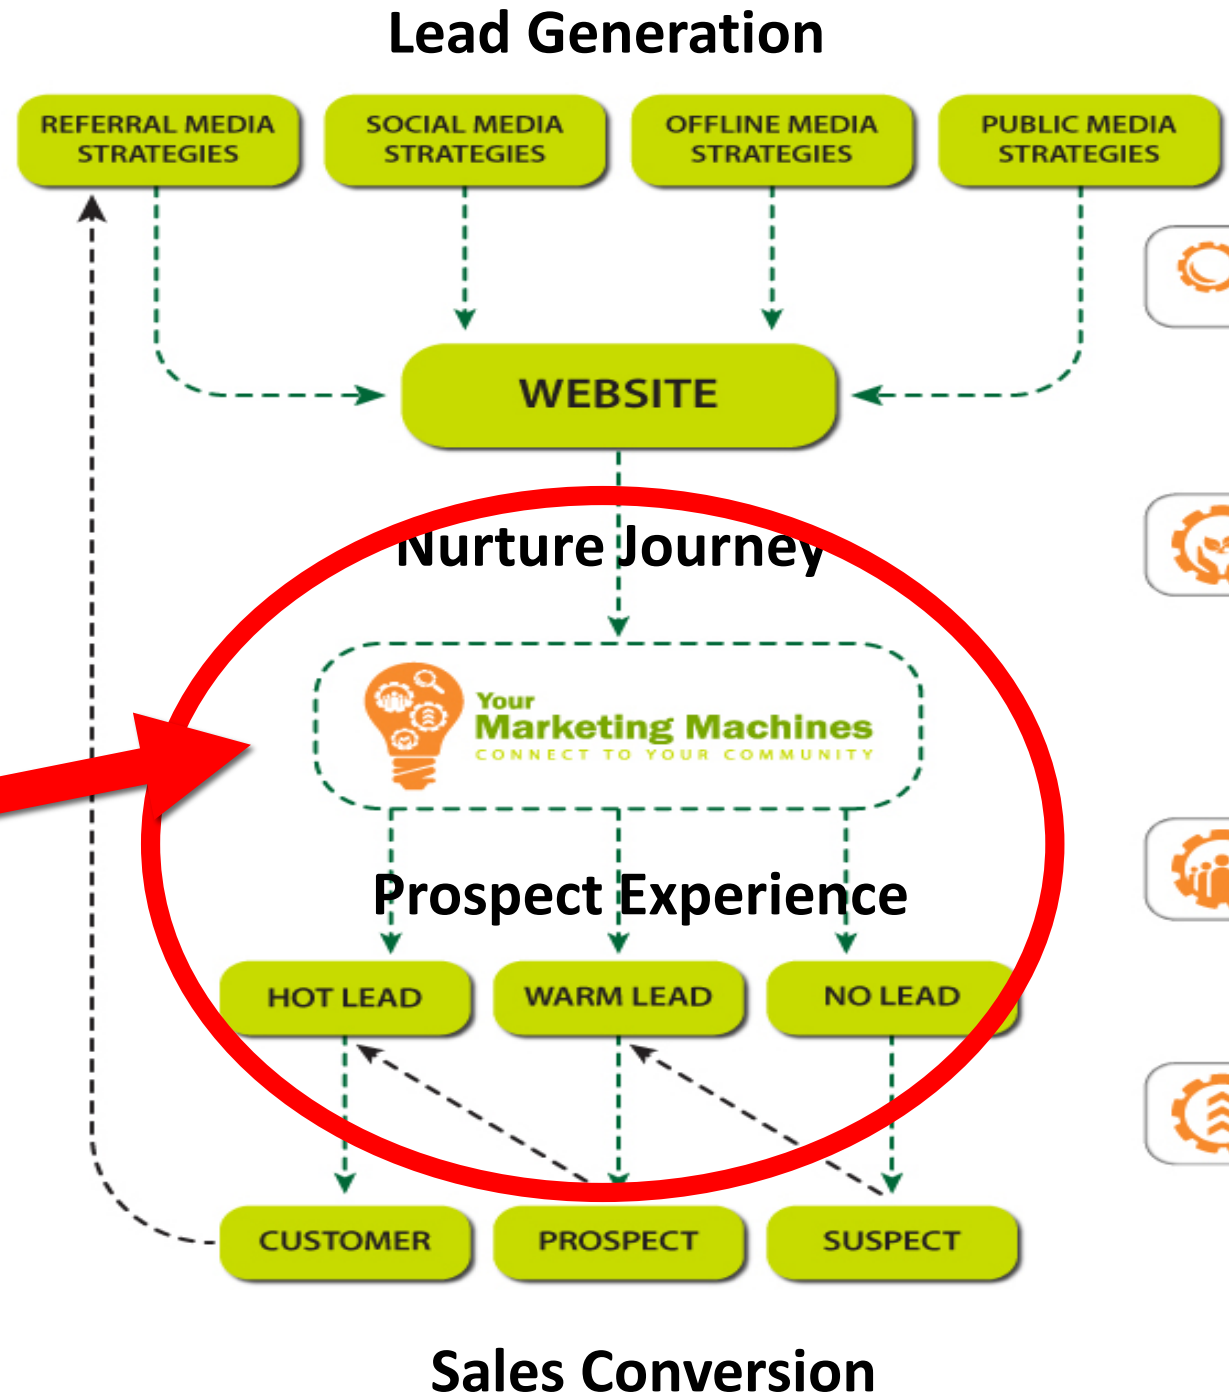 Lead Generation
REFERRAL MEDIA
STRATEGIES
SOCIAL MEDIA
STRATEGIES
OFFLINE MEDIA
STRATEGIES
PUBLIC MEDIA
STRATEGIES
WEBSITE
Nurture Journey
Your
Marketing Machines
CONNECT TO YOUR COMMUNITY
Prospect Experience
HOT LEAD
WARM LEAD
NO LEAD
CUSTOMER
PROSPECT
SUSPECT
Sales Conversion